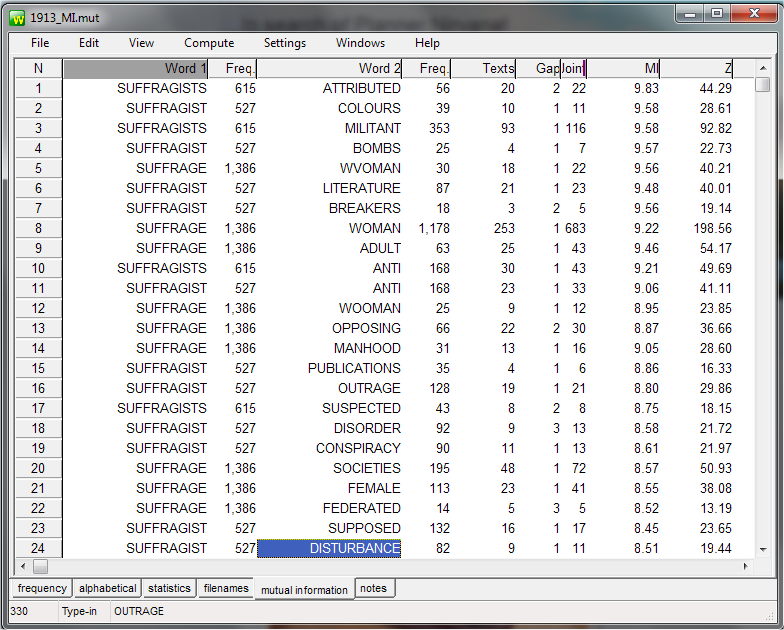 1913_MI.mut
File Edit View Compute Settings Windows Help
N Word 1 Freq. Word 2 Freq. Texts Gap Joint MI Z
1 SUFFRAGISTS 615 ATTRIBUTED 56 20 2 22 9.83 44.29
2 SUFFRAGIST 527 COLOURS 39 10 1 11 9.58 28.61
3 SUFFRAGISTS 615 MILITANT 353 93 1 116 9.58 92.82
4 SUFFRAGIST 527 BOMBS 25 4 1 7 9.57 22.73
5 SUFFRAGE 1,386 WVOMAN 30 18 1 22 9.56 40.21
6 SUFFRAGIST 527 LITERATURE 87 21 1 23 9.48 40.01
7 SUFFRAGIST 527 BREAKERS 18 3 2 5 9.56 19.14
8 SUFFRAGE 1,386 WOMAN 1,178 253 1 683 9.22 198.56
9 SUFFRAGE 1,386 ADULT 63 25 1 43 9.46 54.17
10 SUFFRAGISTS 615 ANTI 168 30 1 43 9.21 49.69
11 SUFFRAGIST 527 ANTI 168 23 1 33 9.06 41.11
12 SUFFRAGE 1,386 WOOMAN 25 9 1 12 8.95 23.85
13 SUFFRAGE 1,386 OPPOSING 66 22 2 30 8.87 36.66
14 SUFFRAGE 1,386 MANHOOD 31 13 1 16 9.05 28.60
15 SUFFRAGIST 527 PUBLICATIONS 35 4 1 6 8.86 16.33
16 SUFFRAGIST 527 OUTRAGE 128 19 1 21 8.80 29.86
17 SUFFRAGISTS 615 SUSPECTED 43 8 2 8 8.75 18.15
18 SUFFRAGIST 527 DISORDER 92 9 3 13 8.58 21.72
19 SUFFRAGIST 527 CONSPIRACY 90 11 1 13 8.61 21.97
20 SUFFRAGE 1,386 SOCIETIES 195 48 1 72 8.57 50.93
21 SUFFRAGE 1,386 FEMALE 113 23 1 41 8.55 38.08
22 SUFFRAGE 1,386 FEDERATED 14 5 3 5 8.52 13.19
23 SUFFRAGIST 527 SUPPOSED 132 16 1 17 8.45 23.65
24 SUFFRAGIST 527 DISTURBANCE 82 9 1 11 8.51 19.44
frequency alphabetical statistics filenames mutual information notes
330 Type-in OUTRAGE